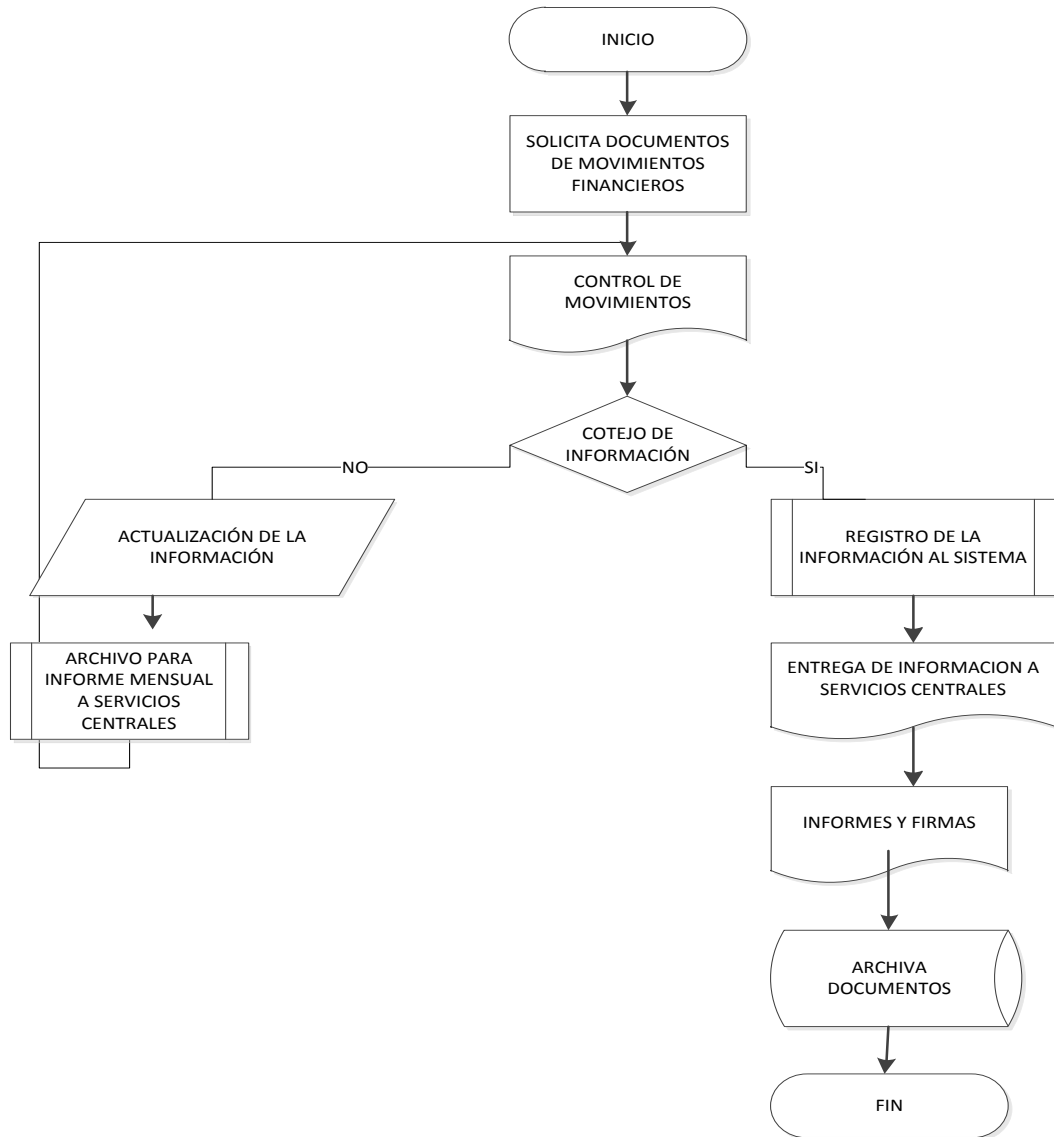 INICIO
SOLICITA DOCUMENTOS
DE MOVIMIENTOS
FINANCIEROS
CONTROL DE
MOVIMIENTOS
COTEJO DE
INFORMACIÓN
NO
SI
ACTUALIZACIÓN DE LA
INFORMACIÓN
ARCHIVO PARA
INFORME MENSUAL
A SERVICIOS
CENTRALES
REGISTRO DE LA
INFORMACIÓN AL SISTEMA
ENTREGA DE INFORMACION A
SERVICIOS CENTRALES
INFORMES Y FIRMAS
ARCHIVA
DOCUMENTOS
FIN